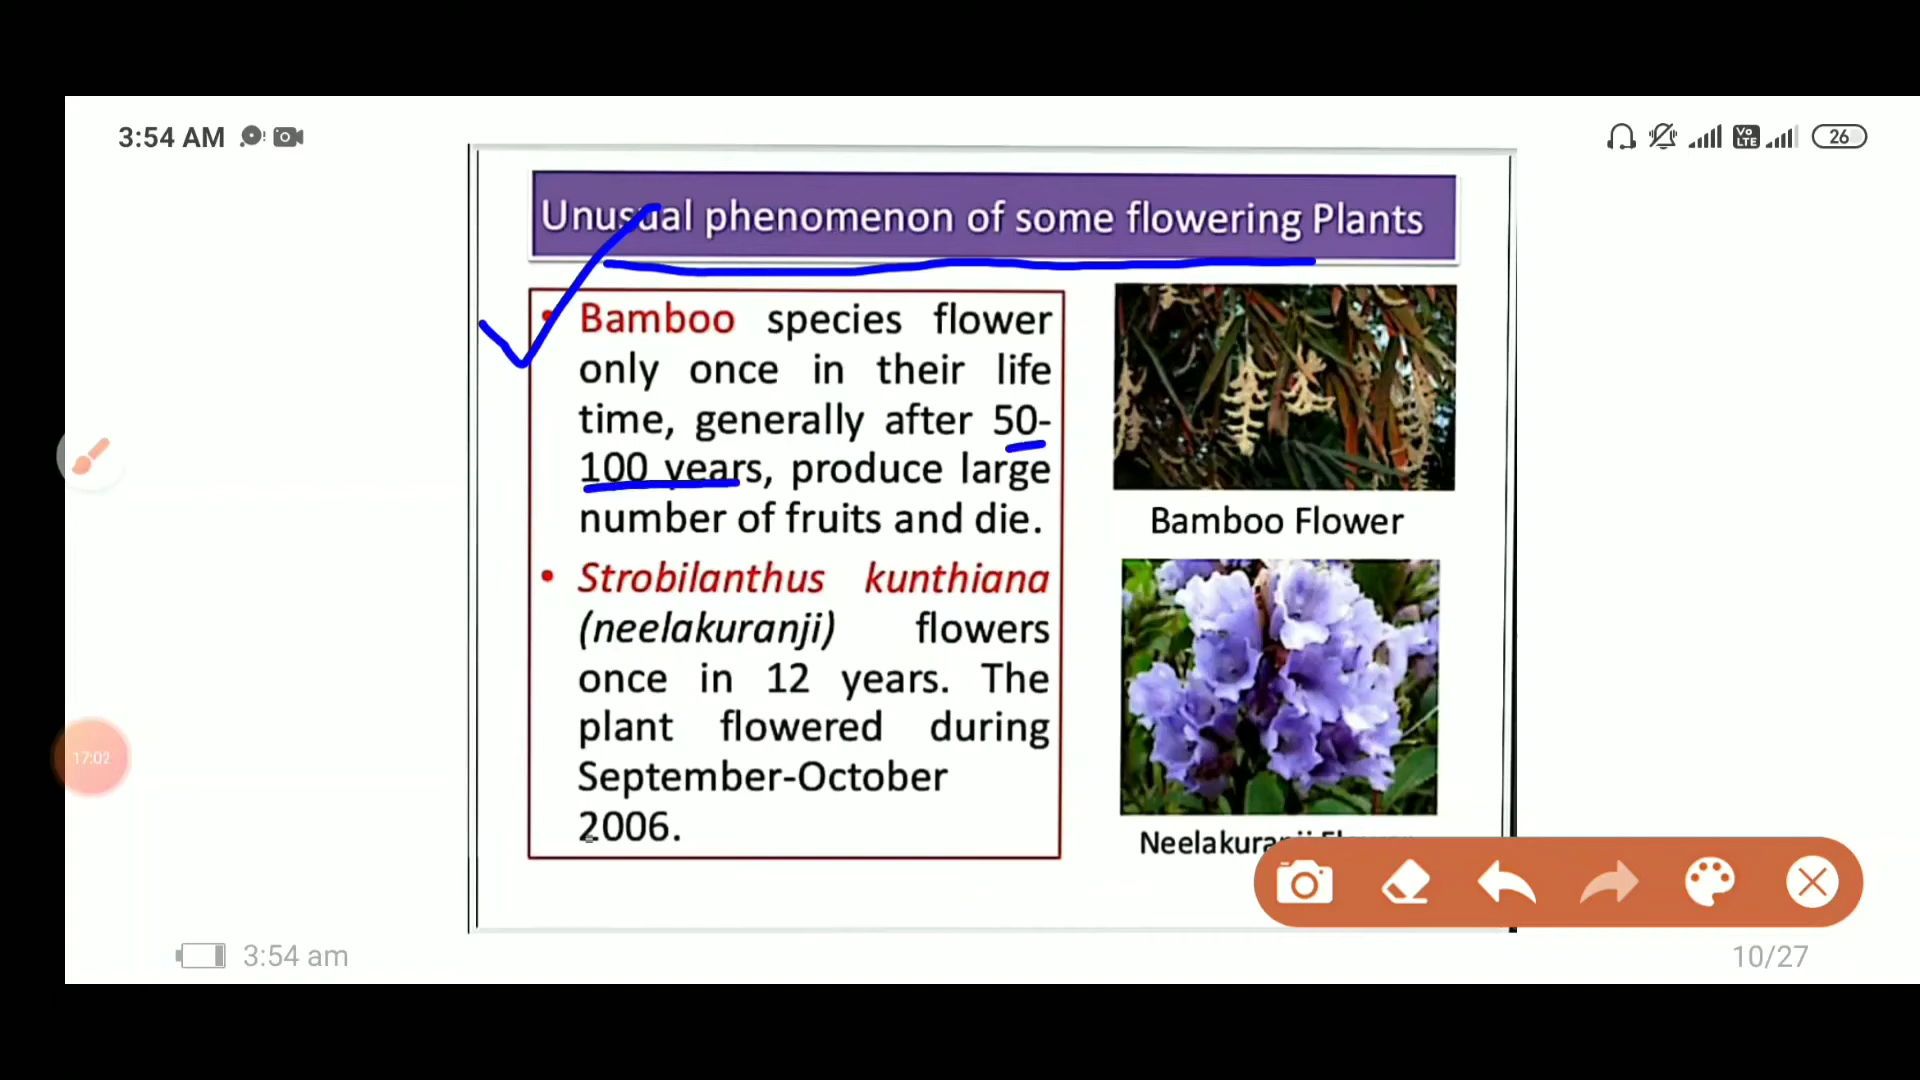 3:54 AM
26
Unusual phenomenon of some flowering Plants
• Bamboo species flower
only once in their life
time, generally after 50-
100 years, produce large
number of fruits and die.
• Strobilanthus kunthiana
(neelakuranji) flowers
once in 12 years. The
plant flowered during
September-October
2006.
Bamboo Flower
17:02
3:54 am
10/27